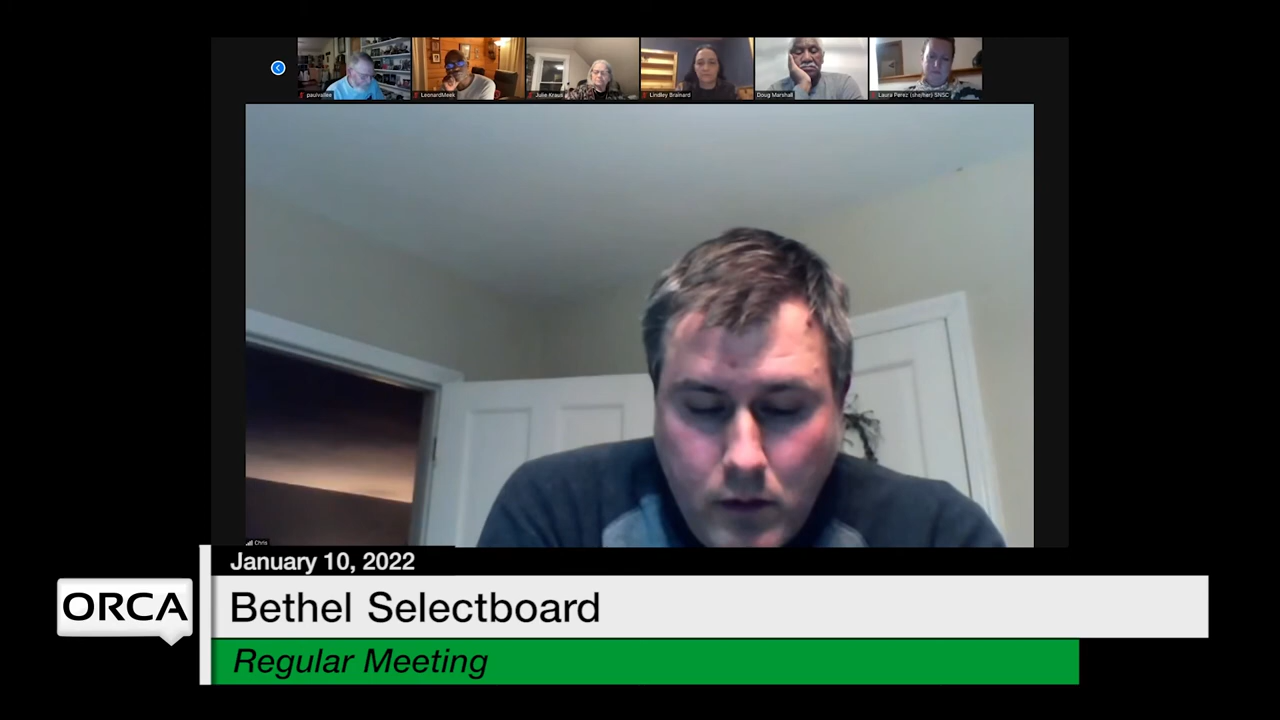 paulvallee
LeonardMeek
Julie Kraus
Lindley Brainard
Doug Marshall
Laura Perez (she/her) SNSC
Chris
January 10, 2022
ORCA
Bethel Selectboard
Regular Meeting